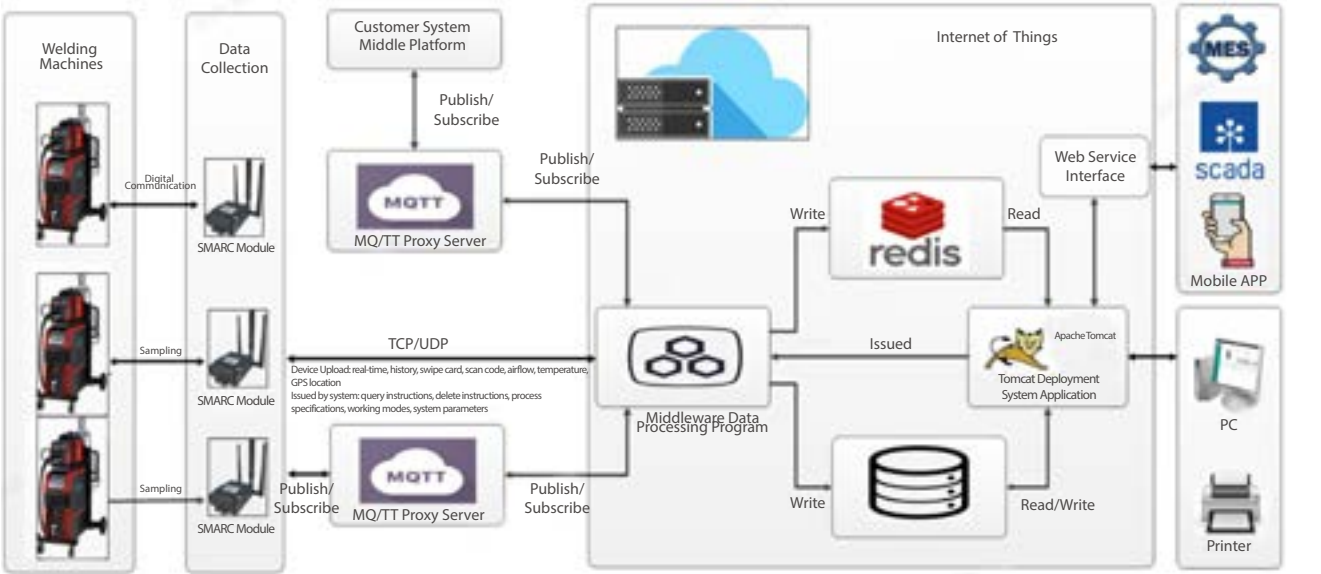 Welding
Machines
Digital
Communication
Sampling
Sampling
Data
Collection
SMARC Module
SMARC Module
SMARC Module
Customer System
Middle Platform
Publish/
Subscribe
MQTT
MQ/TT Proxy Server
Publish/
Subscribe
TCP/UDP
Device Upload: real-time, history, swipe card, scan code, airflow, temperature,
GPS location
Issued by system: query instructions, delete instructions, process
specifications, working modes, system parameters
Publish/
Subscribe
MQTT
MQ/TT Proxy Server
Publish/
Subscribe
Internet of Things
Middleware Data
Processing Program
Write
redis
Read
Issued
Write
Read/Write
Web Service
Interface
Apache Tomcat
Tomcat Deployment
System Application
MES
scada
Mobile APP
PC
Printer